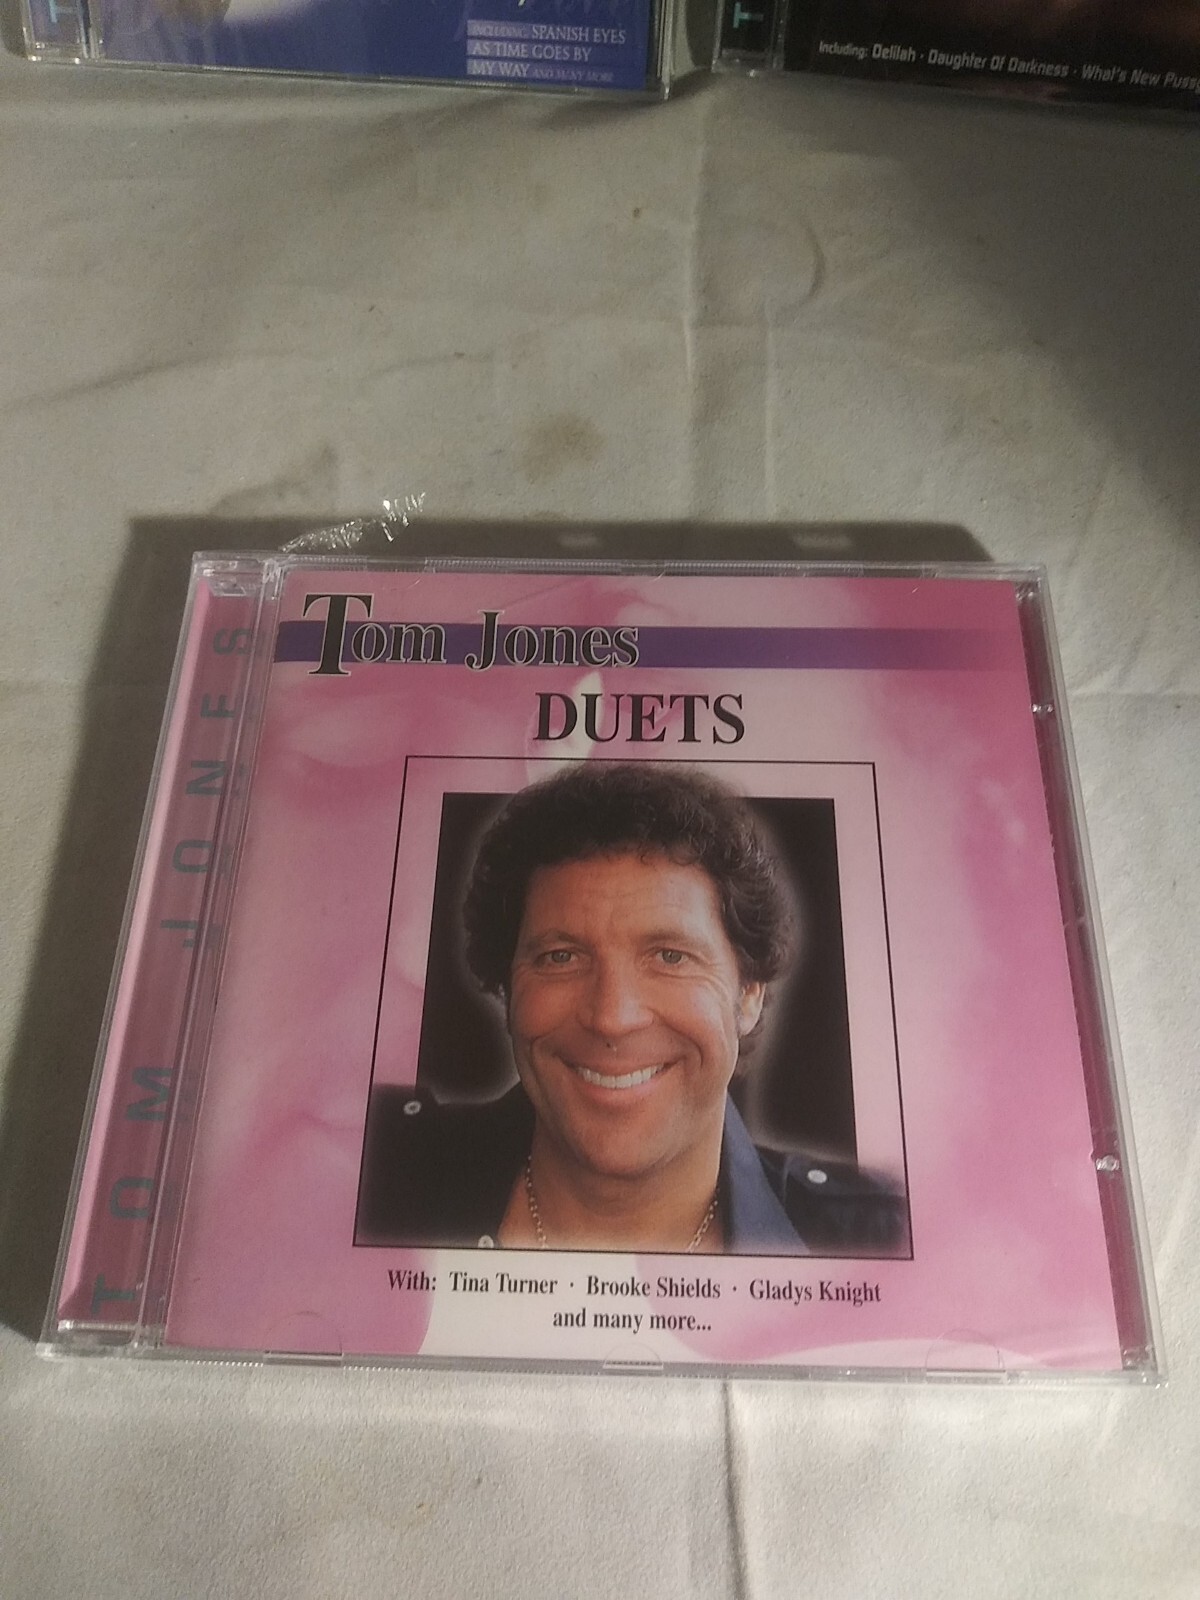 INCLUDING: SPANISH EYES
AS TIME GOES BY
MY WAY AND MANY MORE
T
T
Including: Delilah · Daughter Of Darkness · What's New Pussy
TOM JONES
Tom Jones
DUETS
With: Tina Turner · Brooke Shields · Gladys Knight
and many more...